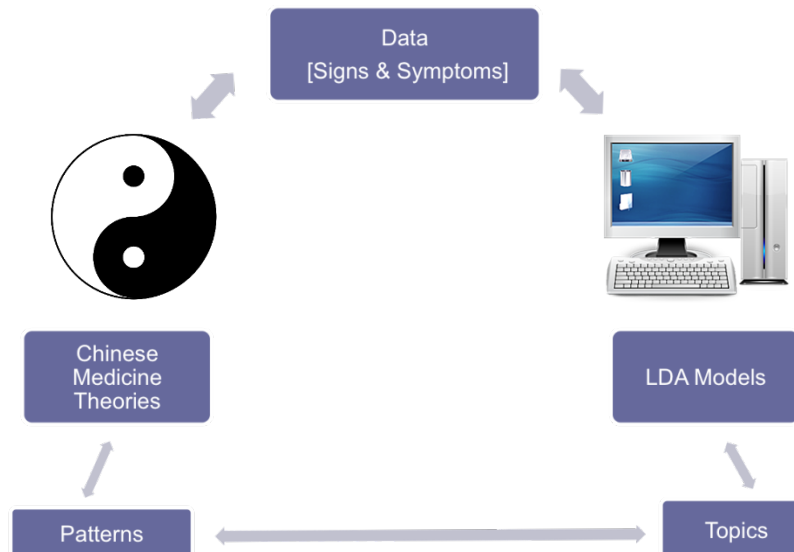 Data
[Signs & Symptoms]
Chinese
Medicine
Theories
LDA Models
Patterns
Topics